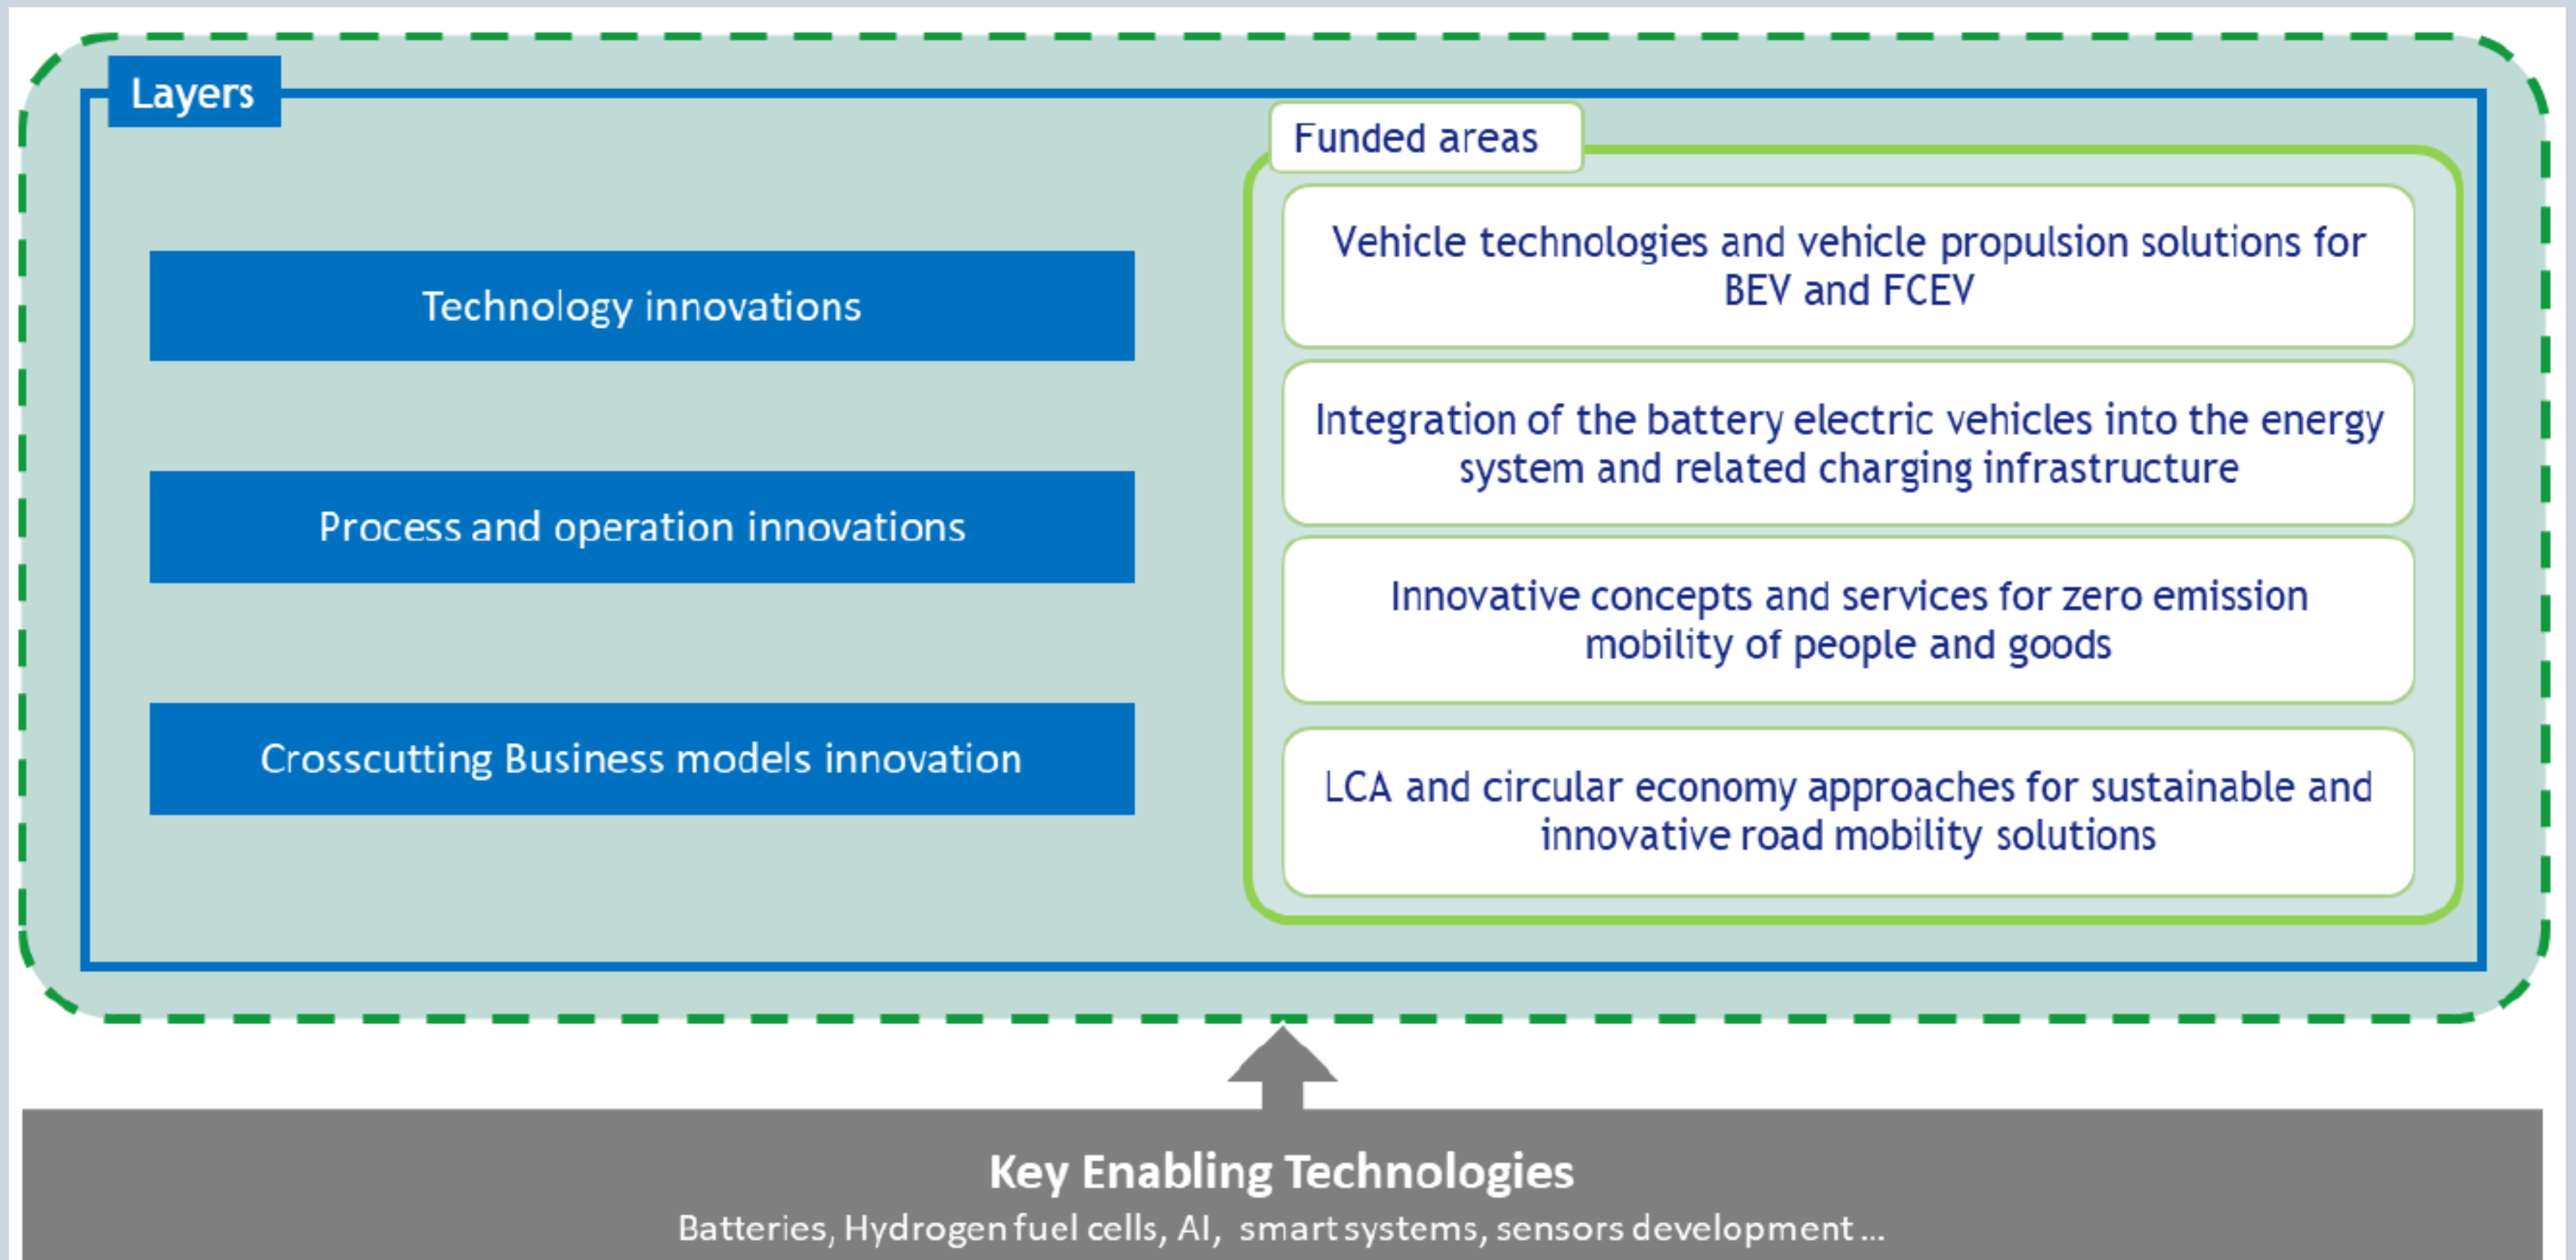 Layers
Technology innovations
Process and operation innovations
Crosscutting Business models innovation
Funded areas
Vehicle technologies and vehicle propulsion solutions for
BEV and FCEV
Integration of the battery electric vehicles into the energy
system and related charging infrastructure
Innovative concepts and services for zero emission
mobility of people and goods
LCA and circular economy approaches for sustainable and
innovative road mobility solutions
Key Enabling Technologies
Batteries, Hydrogen fuel cells, AI, smart systems, sensors development ...